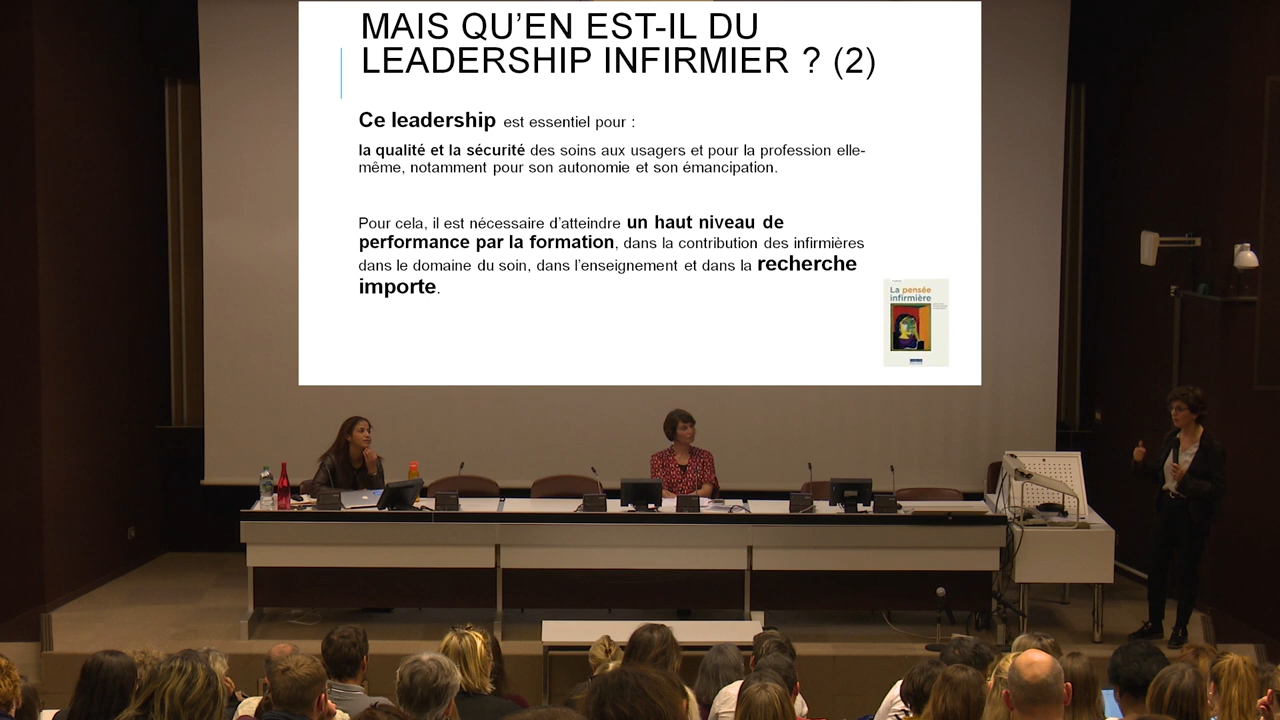 MAIS QU'EN EST-IL DU
LEADERSHIP INFIRMIER ? (2)
Ce leadership est essentiel pour :
la qualité et la sécurité des soins aux usagers et pour la profession elle-
même, notamment pour son autonomie et son émancipation.
Pour cela, il est nécessaire d'atteindre un haut niveau de
performance par la formation, dans la contribution des infirmières
dans le domaine du soin, dans l'enseignement et dans la recherche
importe.
La pensée
infirmière